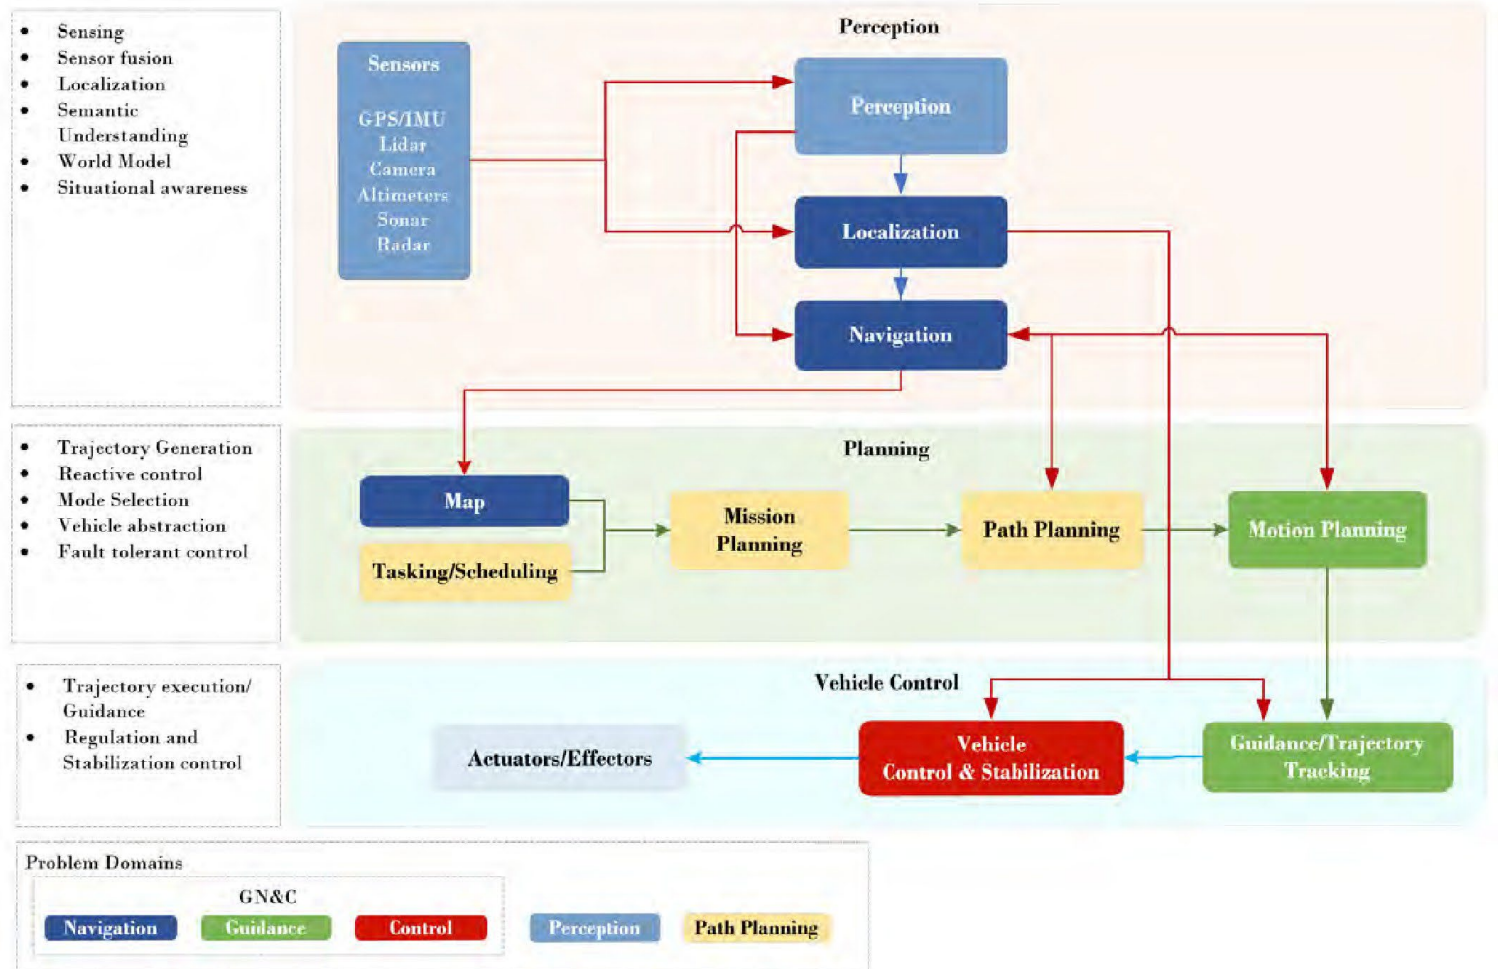 • Sensing
• Sensor fusion
• Localization
• Semantic
Understanding
• World Model
• Situational awareness
Perception
Sensors
GPS/IMU
Lidar
Camera
Altimeters
Sonar
Radar
Perception
Localization
Navigation
• Trajectory Generation
• Reactive control
• Mode Selection
• Vehicle abstraction
• Fault tolerant control
Planning
Map
Tasking/Scheduling
Mission
Planning
Path Planning
Motion Planning
• Trajectory execution/
Guidance
• Regulation and
Stabilization control
Vehicle Control
Actuators/Effectors
Vehicle
Control & Stabilization
Guidance/Trajectory
Tracking
Problem Domains
GN&C
Navigation
Guidance
Control
Perception
Path Planning